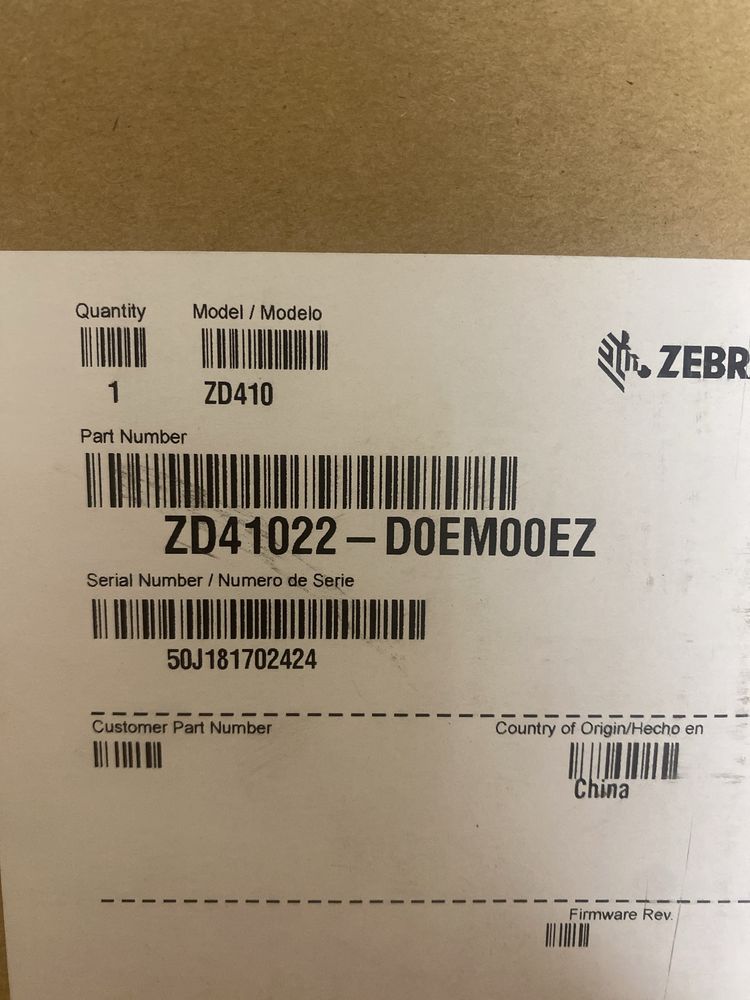 Quantity Model / Modelo
1 ZD410
ZEBR
Part Number
ZD41022-D0EM00EZ
Serial Number / Numero de Serie
50J181702424
Customer Part Number Country of Origin/Hecho en
China
Firmware Rev.